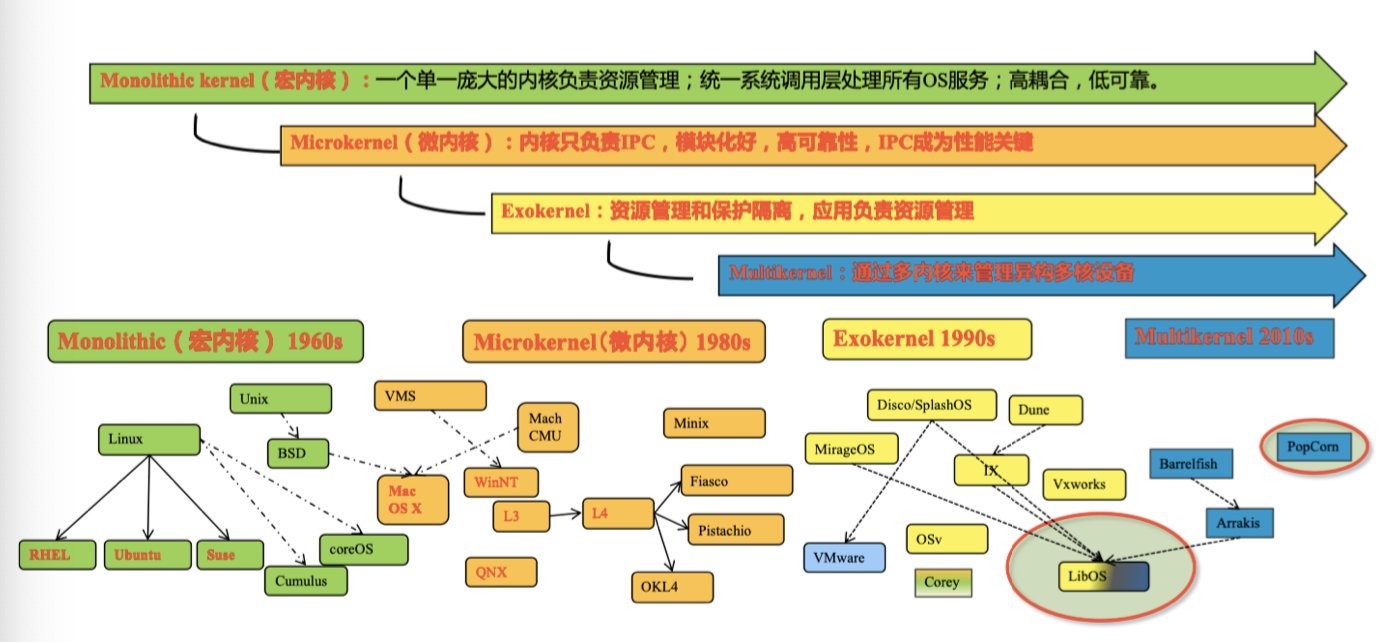 Monolithic kernel（宏内核）：一个单一庞大的内核负责资源管理；统一系统调用层处理所有OS服务；高耦合，低可靠。
Microkernel（微内核）：内核只负责IPC，模块化好，高可靠性，IPC成为性能关键
Exokernel：资源管理和保护隔离，应用负责资源管理
Multikernel：通过多内核来管理异构多核设备
Monolithic（宏内核） 1960s
Microkernel（微内核） 1980s
Exokernel 1990s
Multikernel 2010s
Unix
Linux
BSD
RHEL
Ubuntu
Suse
coreOS
Cumulus
VMS
Mach
CMU
Mac
OS X
WinNT
L3
L4
QNX
Minix
Fiasco
Pistachio
OKL4
Disco/SplashOS
Dune
MirageOS
IX
Vxworks
VMware
OSv
Corey
LibOS
Barrelfish
Arrakis
PopCorn